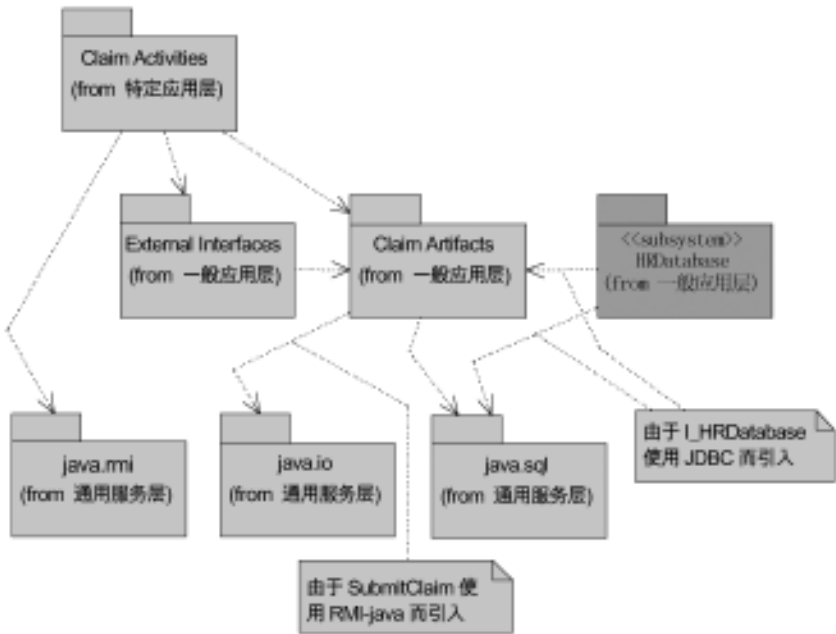 Claim Activities
(from 特定应用层)
External Interfaces
(from 一般应用层)
Claim Artifacts
(from 一般应用层)
<<subsystem>>
HRDatabase
(from 一般应用层)
java.rmi
(from 通用服务层)
java.io
(from 通用服务层)
java.sql
(from 通用服务层)
由于 I_HRDatabase
使用 JDBC 而引入
由于 SubmitClaim 使
用 RMI-java 而引入